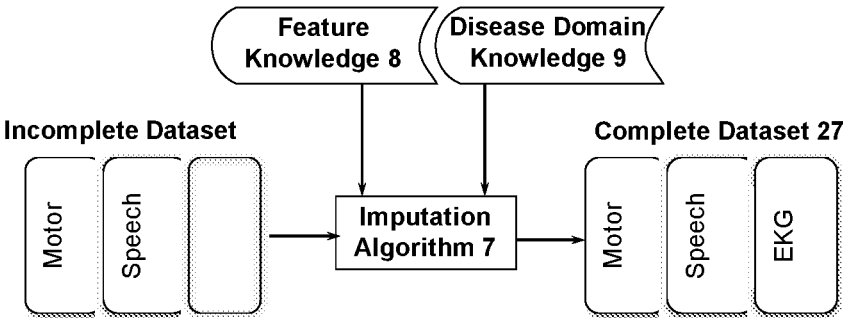 Feature
Knowledge 8
Disease Domain
Knowledge 9
Incomplete Dataset
Complete Dataset 27
Motor
Speech
Imputation
Algorithm 7
Motor
Speech
EKG